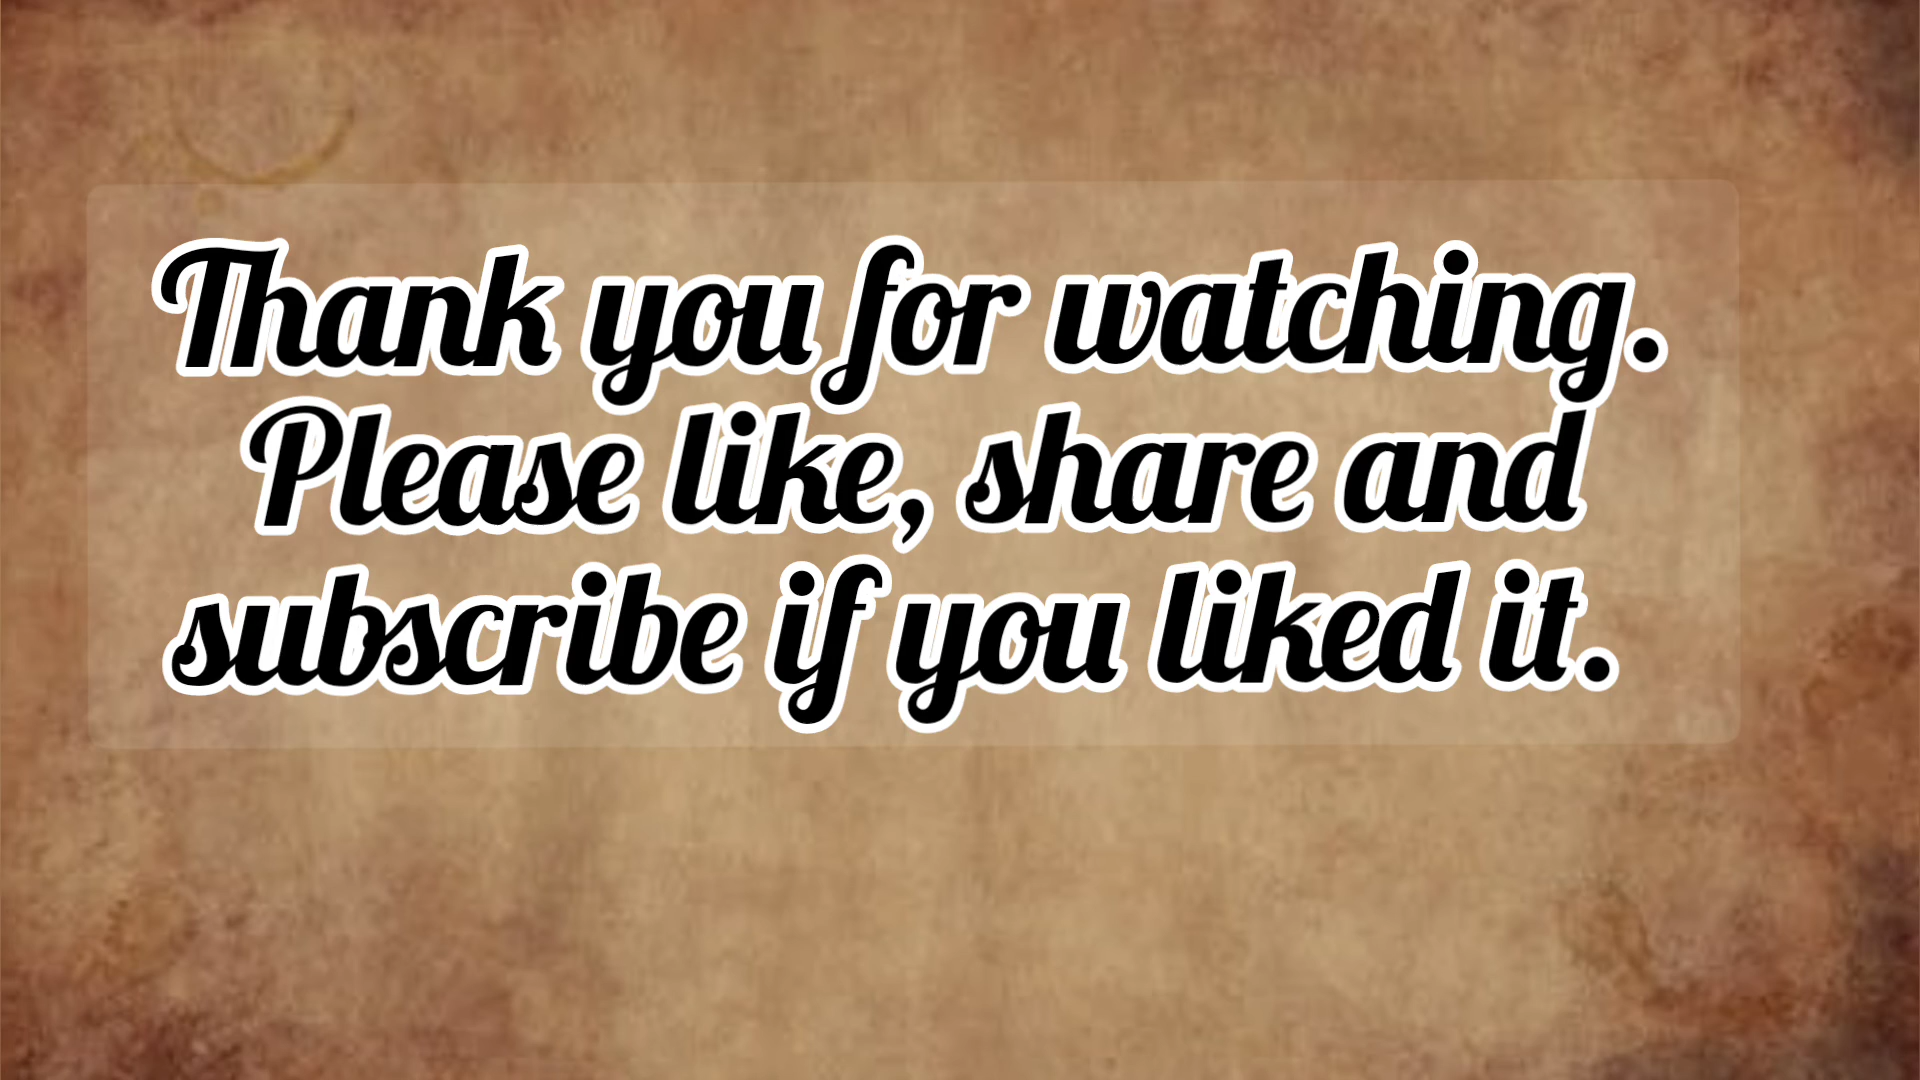 Thank you for watching.
Please like, share and
subscribe if you liked it.